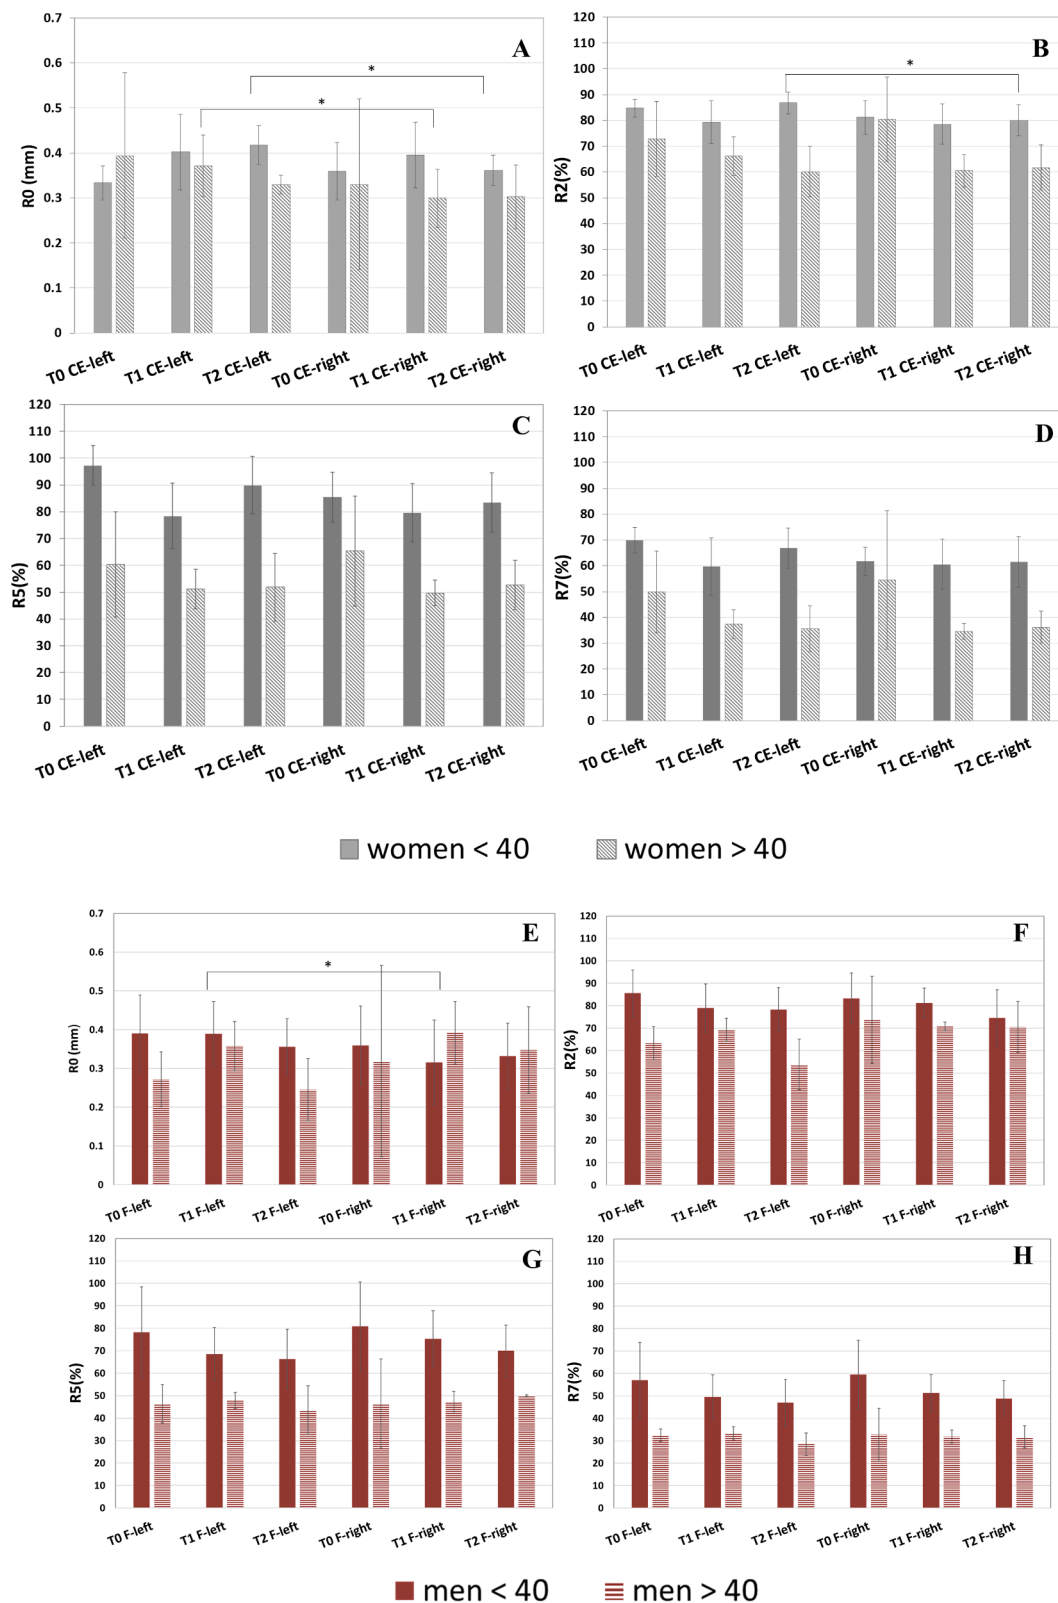 A
R0 (mm)
0.7
0.6
0.5
0.4
0.3
0.2
0.1
0
*
*
T0 CE-left
T1 CE-left
T2 CE-left
T0 CE-right
T1 CE-right
T2 CE-right
B
R2(%)
120
110
100
90
80
70
60
50
40
30
20
10
0
*
T0 CE-left
T1 CE-left
T2 CE-left
T0 CE-right
T1 CE-right
T2 CE-right
C
R5(%)
120
110
100
90
80
70
60
50
40
30
20
10
0
T0 CE-left
T1 CE-left
T2 CE-left
T0 CE-right
T1 CE-right
T2 CE-right
D
R7(%)
120
110
100
90
80
70
60
50
40
30
20
10
0
T0 CE-left
T1 CE-left
T2 CE-left
T0 CE-right
T1 CE-right
T2 CE-right
women < 40
women > 40
E
R0 (mm)
0.7
0.6
0.5
0.4
0.3
0.2
0.1
0
*
T0 F-left
T1 F-left
T2 F-left
T0 F-right
T1 F-right
T2 F-right
F
R2(%)
120
110
100
90
80
70
60
50
40
30
20
10
0
T0 F-left
T1 F-left
T2 F-left
T0 F-right
T1 F-right
T2 F-right
G
R5(%)
120
110
100
90
80
70
60
50
40
30
20
10
0
T0 F-left
T1 F-left
T2 F-left
T0 F-right
T1 F-right
T2 F-right
H
R7(%)
120
110
100
90
80
70
60
50
40
30
20
10
0
T0 F-left
T1 F-left
T2 F-left
T0 F-right
T1 F-right
T2 F-right
men < 40
men > 40